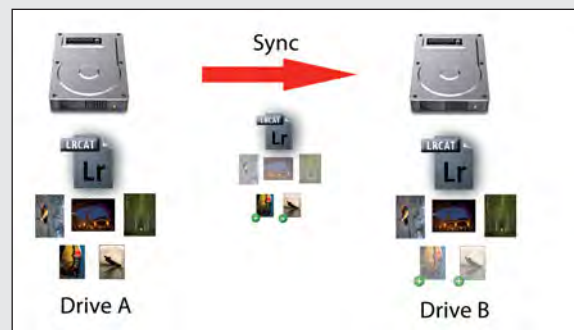 Sync
LRCAT
Lr
LRCAT
Lr
LRCAT
Lr
Drive A
Drive B